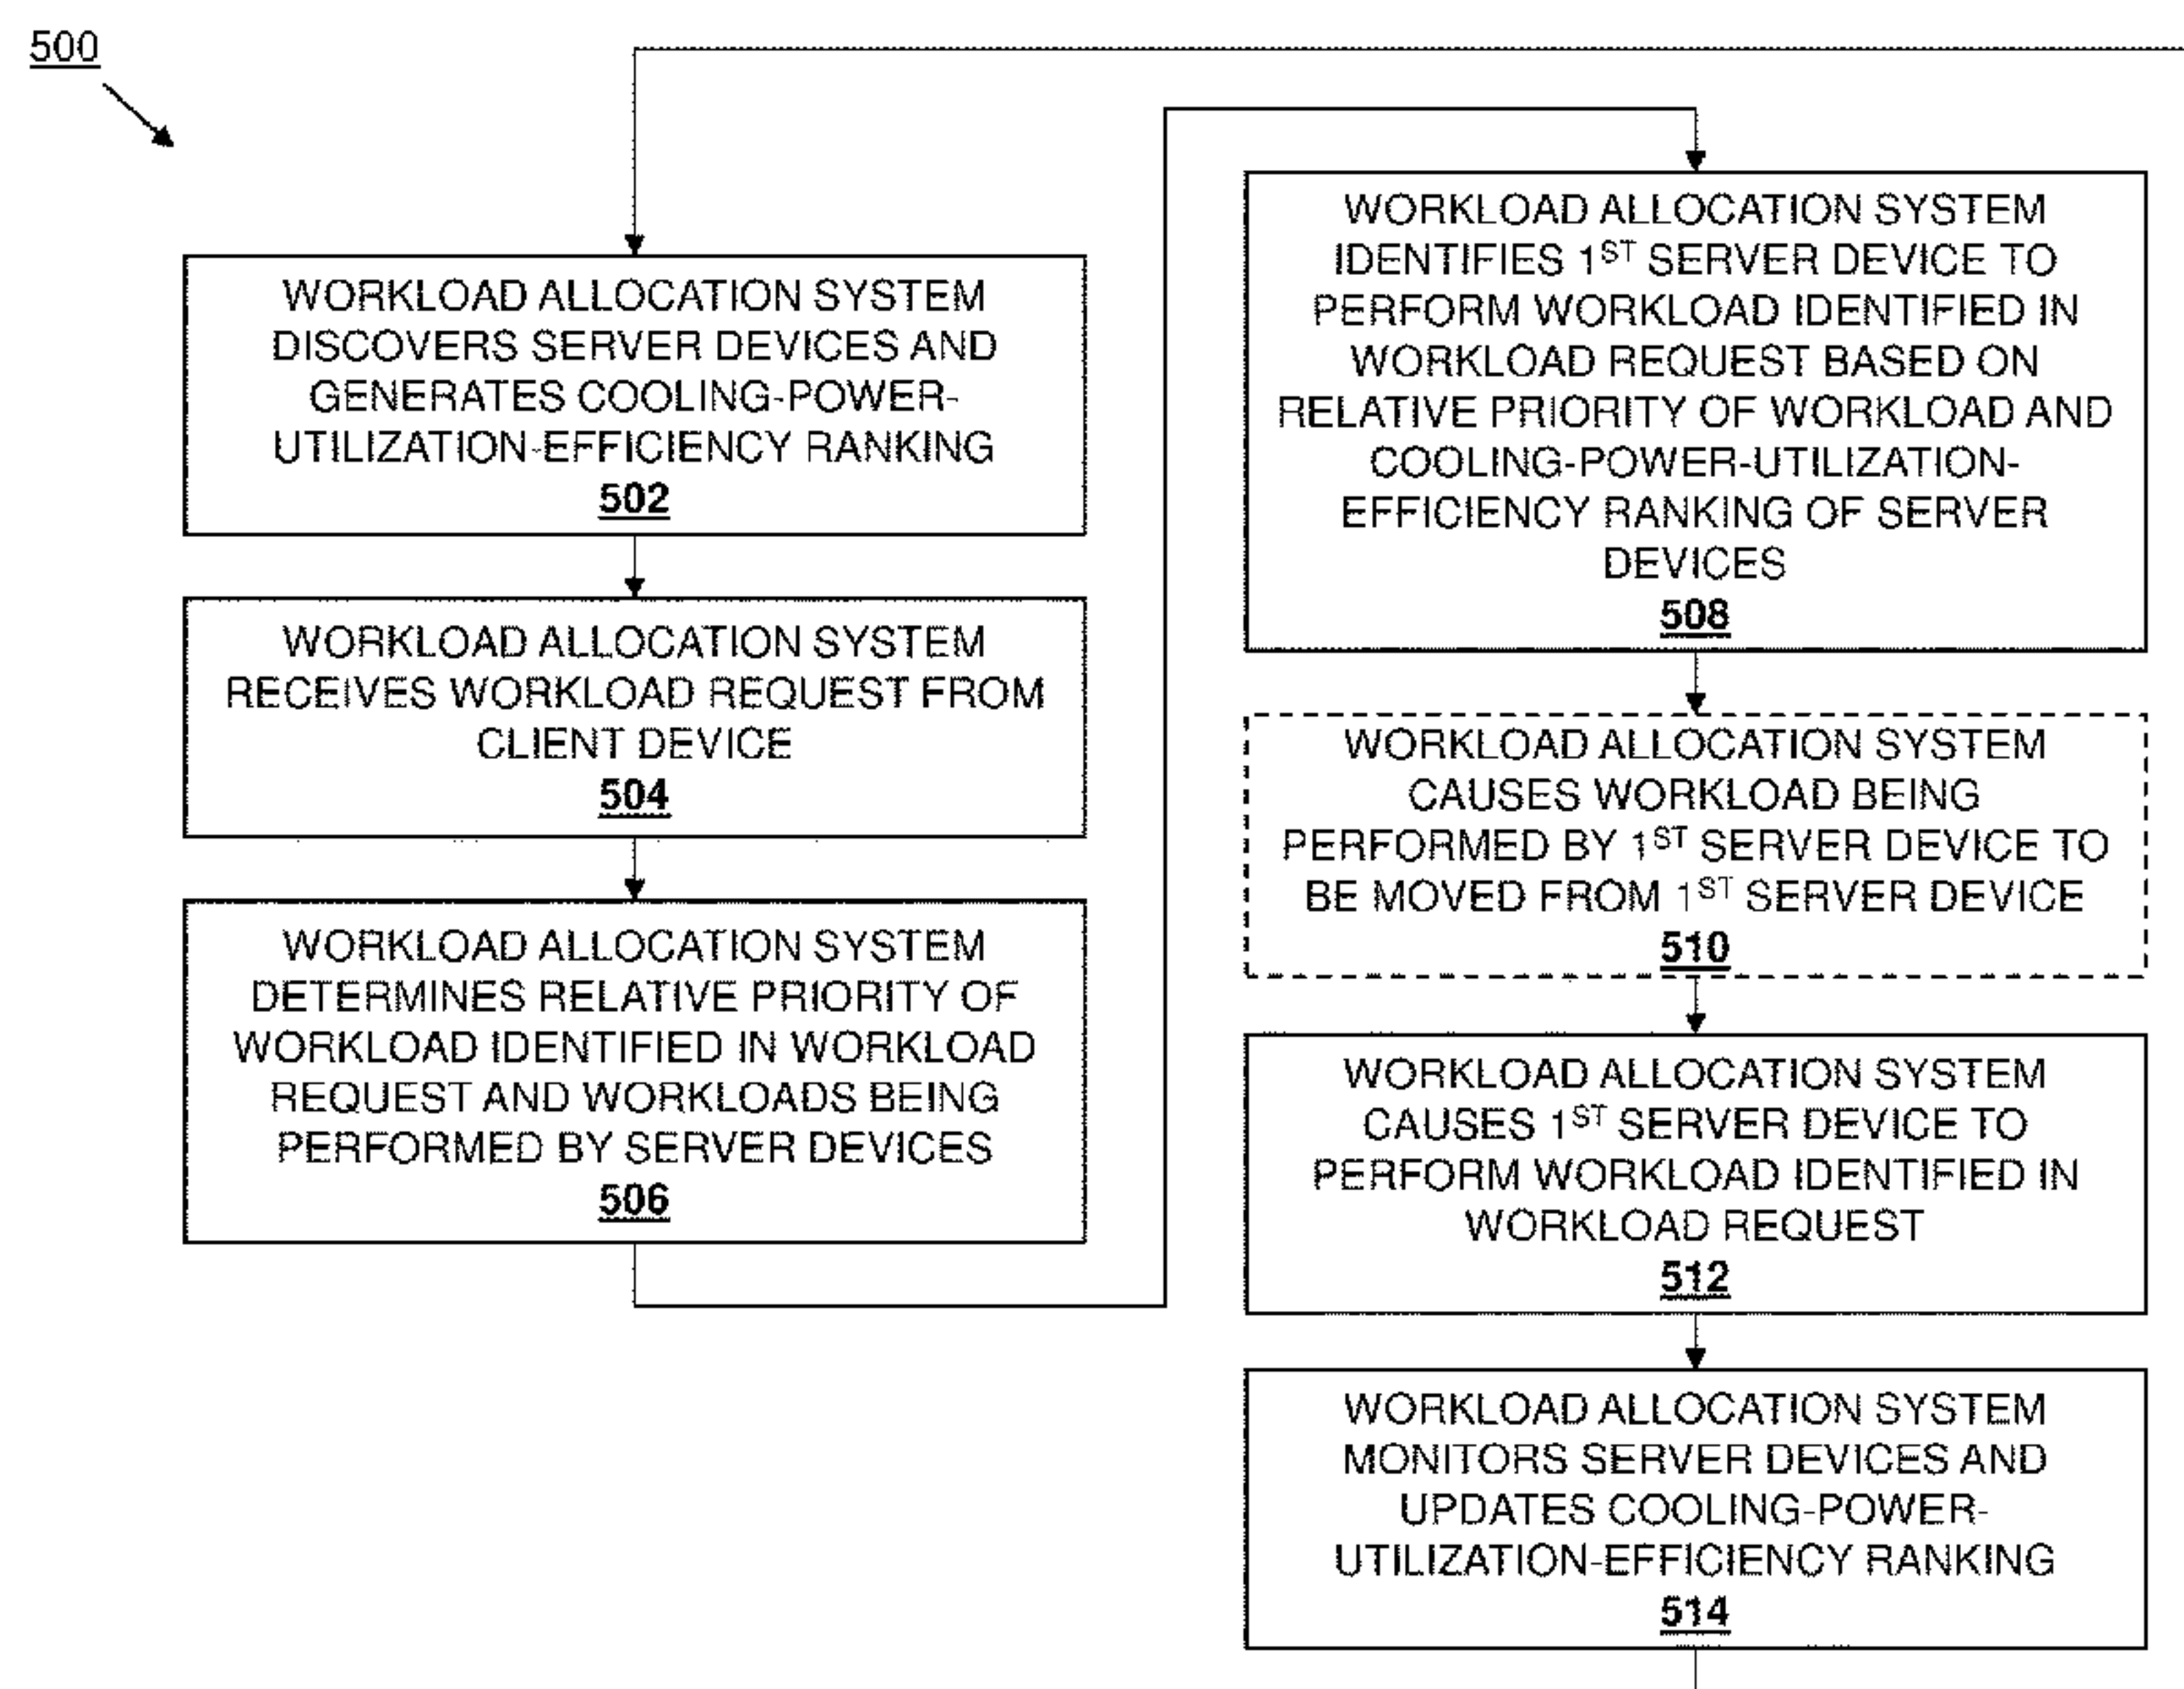 500
WORKLOAD ALLOCATION SYSTEM
DISCOVERS SERVER DEVICES AND
GENERATES COOLING-POWER-
UTILIZATION-EFFICIENCY RANKING
502
WORKLOAD ALLOCATION SYSTEM
RECEIVES WORKLOAD REQUEST FROM
CLIENT DEVICE
504
WORKLOAD ALLOCATION SYSTEM
DETERMINES RELATIVE PRIORITY OF
WORKLOAD IDENTIFIED IN WORKLOAD
REQUEST AND WORKLOADS BEING
PERFORMED BY SERVER DEVICES
506
WORKLOAD ALLOCATION SYSTEM
IDENTIFIES 1ST SERVER DEVICE TO
PERFORM WORKLOAD IDENTIFIED IN
WORKLOAD REQUEST BASED ON
RELATIVE PRIORITY OF WORKLOAD AND
COOLING-POWER-UTILIZATION-
EFFICIENCY RANKING OF SERVER
DEVICES
508
WORKLOAD ALLOCATION SYSTEM
CAUSES WORKLOAD BEING
PERFORMED BY 1ST SERVER DEVICE TO
BE MOVED FROM 1ST SERVER DEVICE
510
WORKLOAD ALLOCATION SYSTEM
CAUSES 1ST SERVER DEVICE TO
PERFORM WORKLOAD IDENTIFIED IN
WORKLOAD REQUEST
512
WORKLOAD ALLOCATION SYSTEM
MONITORS SERVER DEVICES AND
UPDATES COOLING-POWER-
UTILIZATION-EFFICIENCY RANKING
514